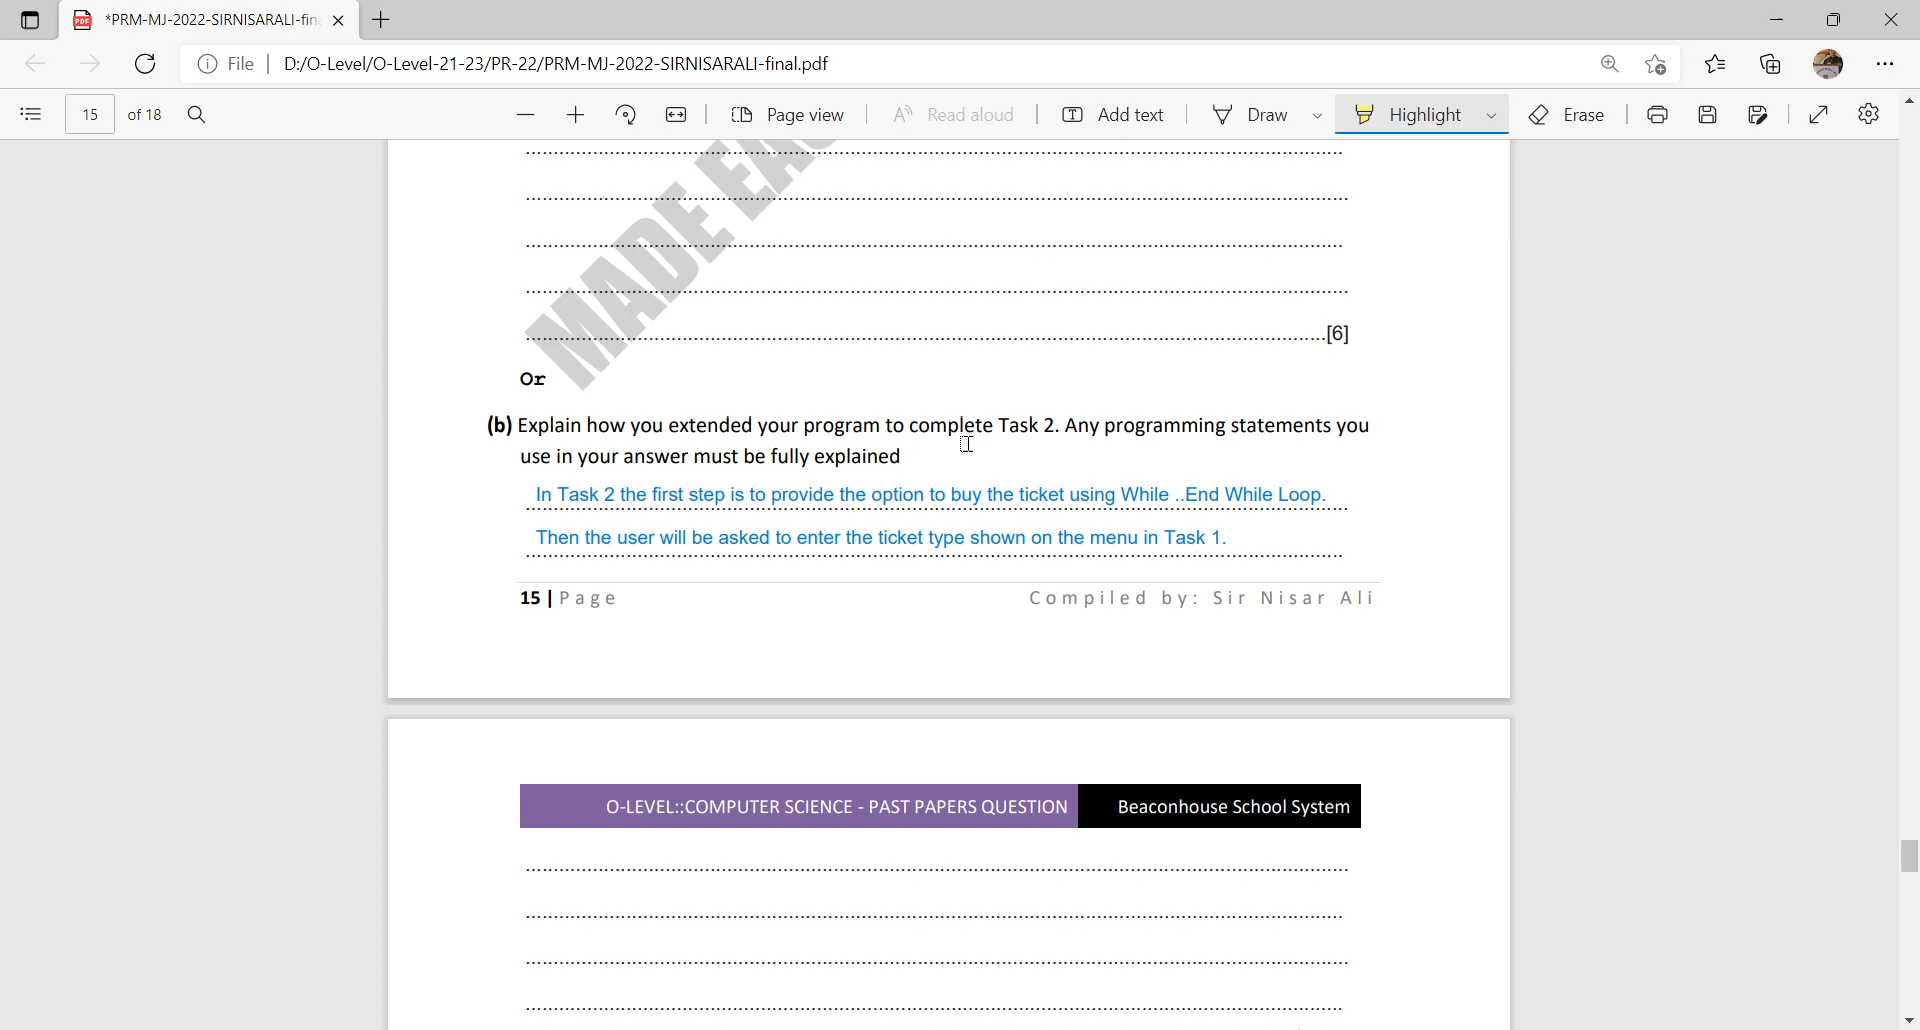 *PRM-MJ-2022-SIRNISARALI-fin
File
D:/O-Level/O-Level-21-23/PR-22/PRM-MJ-2022-SIRNISARALI-final.pdf
15 of 18
Page view
Read aloud
Add text
Draw
Highlight
Erase
MADE EA
[6]
Or
(b) Explain how you extended your program to complete Task 2. Any programming statements you
use in your answer must be fully explained
In Task 2 the first step is to provide the option to buy the ticket using While ..End While Loop.
Then the user will be asked to enter the ticket type shown on the menu in Task 1.
15 | Page
Compiled by: Sir Nisar Ali
O-LEVEL::COMPUTER SCIENCE - PAST PAPERS QUESTION
Beaconhouse School System